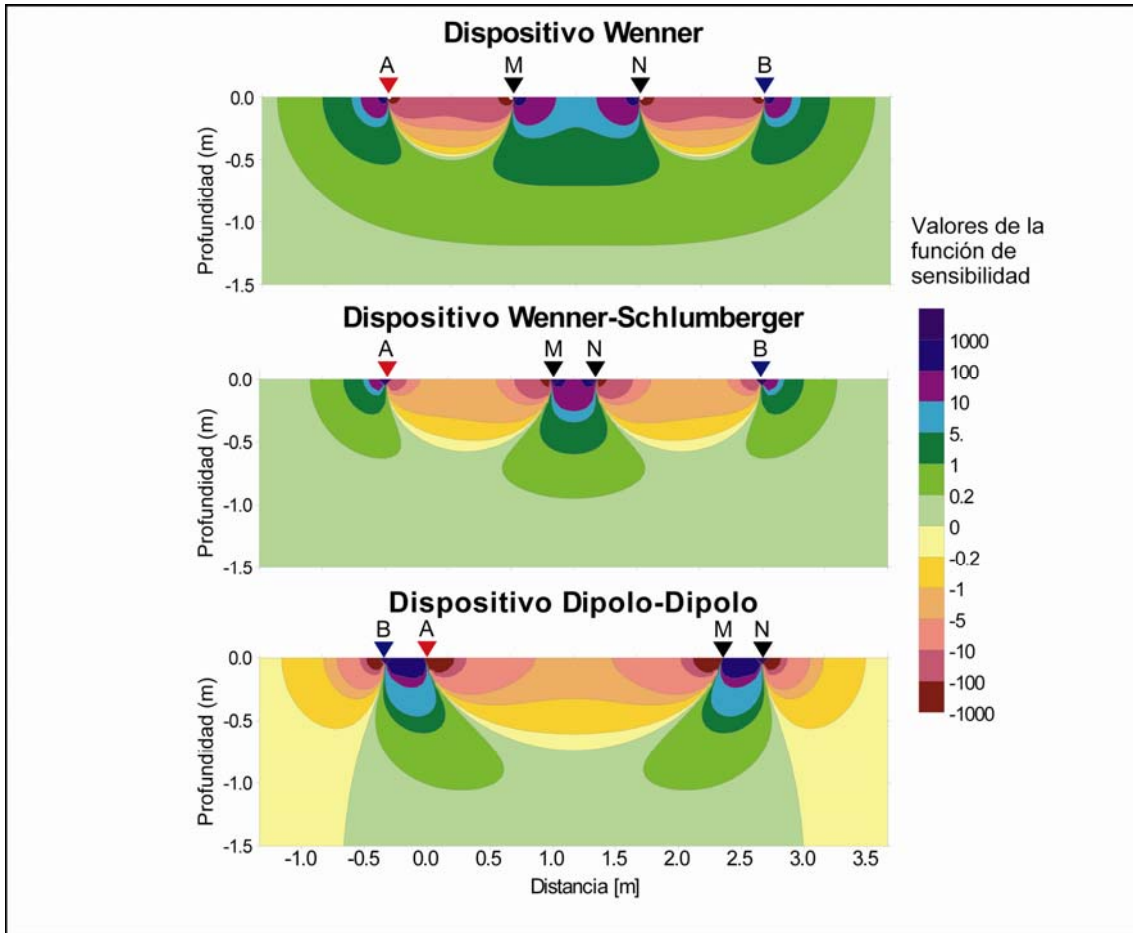 Dispositivo Wenner
A M N B
0.0
-0.5
-1.0
-1.5
Profundidad (m)
Dispositivo Wenner-Schlumberger
A M N B
0.0
-0.5
-1.0
-1.5
Profundidad (m)
Dispositivo Dipolo-Dipolo
B A M N
0.0
-0.5
-1.0
-1.5
Profundidad (m)
-1.0 -0.5 0.0 0.5 1.0 1.5 2.0 2.5 3.0 3.5
Distancia [m]
Valores de la
función de
sensibilidad
1000
100
10
5.
1
0.2
0
-0.2
-1
-5
-10
-100
-1000